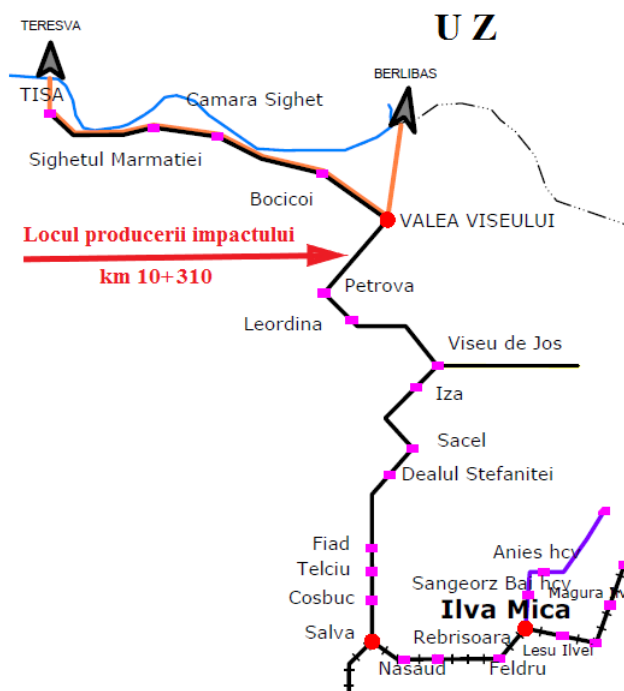 U Z
TERESVA
BERLIBAS
TISA
Camara Sighet
Sighetul Marmatiei
Bocicoi
VALEA VISEULUI
Locul producerii impactului
km 10+310
Petrova
Leordina
Viseu de Jos
Iza
Sacel
Dealul Stefanitei
Fiad
Telciu
Cosbuc
Anies hcv
Sangeorz Bai hcv
Magura
Ilva Mica
Salva
Rebrisoara
Lesu Ilvei
Nasaud
Feldru